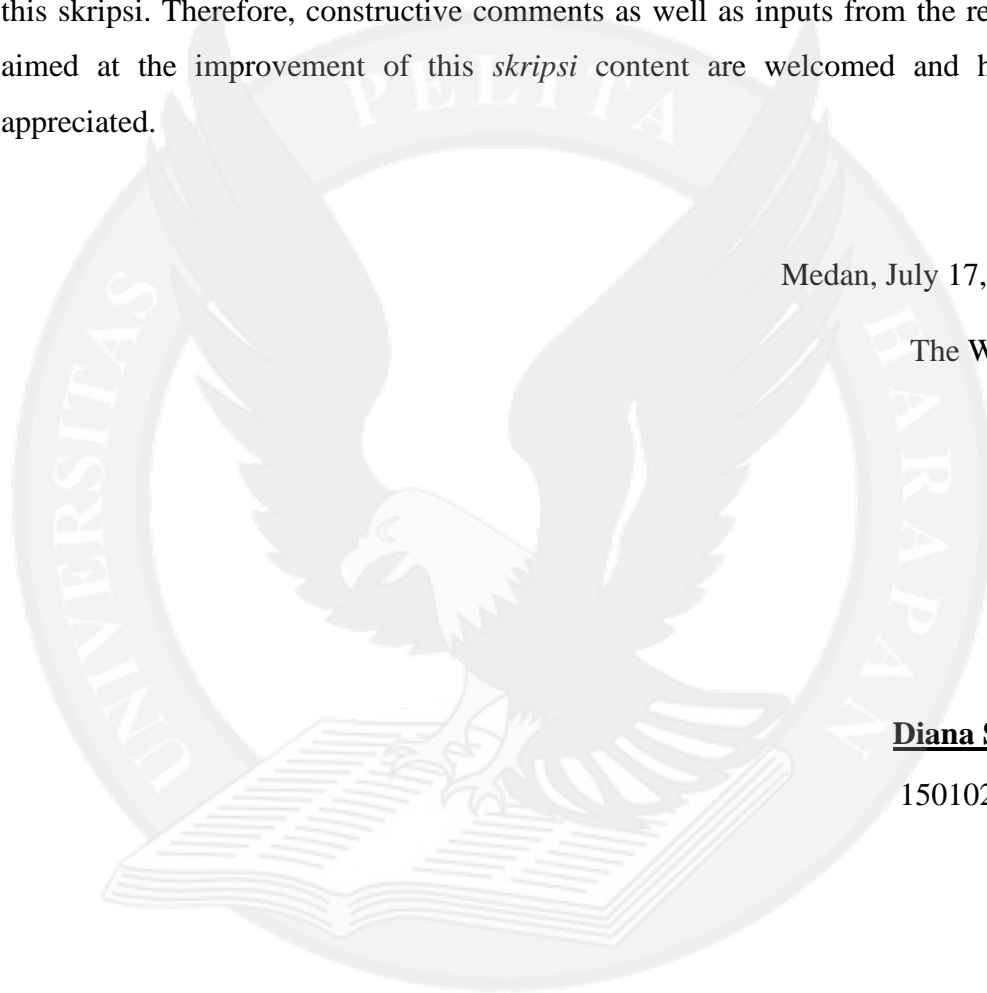 this skripsi. Therefore, constructive comments as well as inputs from the re
aimed at the improvement of this skripsi content are welcomed and h
appreciated.
PELITA
UNIVERSITAS
HARAPAN
Medan, July 17,
The W
Diana S
150102